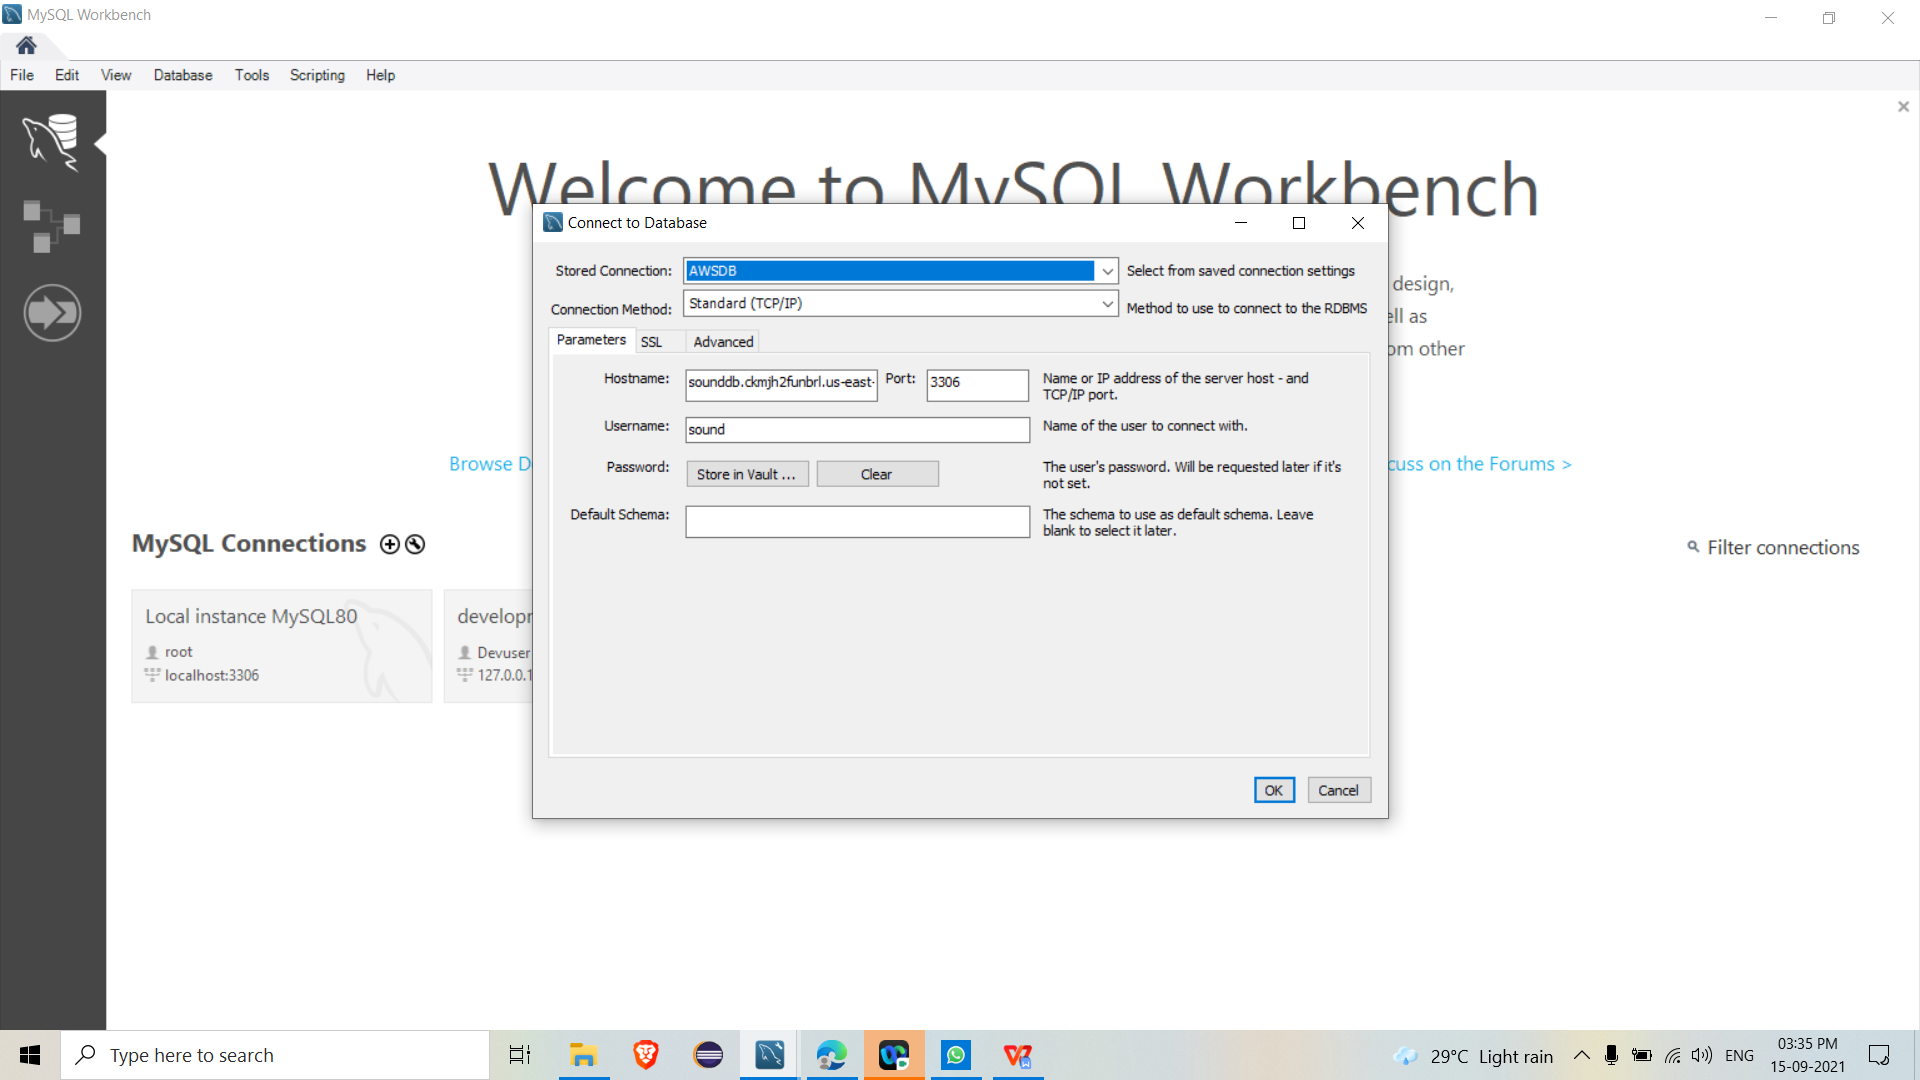 MySQL Workbench
File Edit View Database Tools Scripting Help
Welcome to MySQL Workbench
Connect to Database
Stored Connection: AWSDB Select from saved connection settings
Connection Method: Standard (TCP/IP) Method to use to connect to the RDBMS
Parameters SSL Advanced
Hostname: sounddb.ckmjh2funbrl.us-east- Port: 3306 Name or IP address of the server host - and
TCP/IP port.
Username: sound Name of the user to connect with.
Password: Store in Vault ... Clear The user's password. Will be requested later if it's
not set.
Default Schema: The schema to use as default schema. Leave
blank to select it later.
OK Cancel
design,
ell as
om other
Browse D
cuss on the Forums >
MySQL Connections
Filter connections
Local instance MySQL80
root
localhost:3306
developr
Devuser
127.0.0.1
Type here to search
29°C Light rain
ENG
03:35 PM
15-09-2021